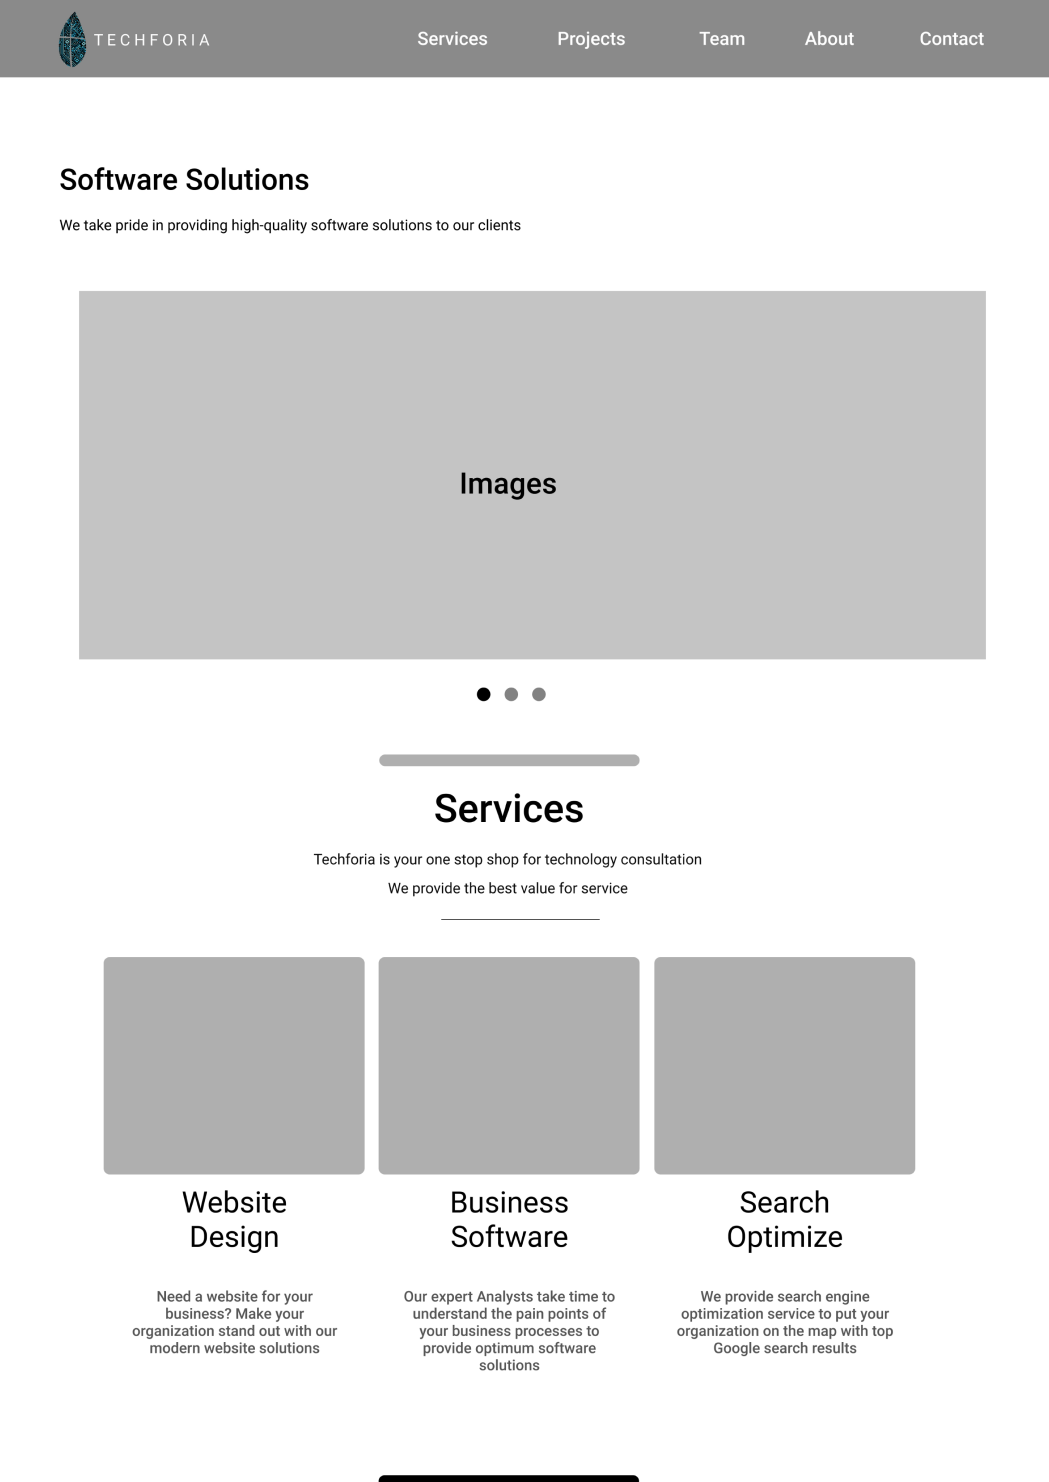 TECHFORIA
Services
Projects
Team
About
Contact
Software Solutions
We take pride in providing high-quality software solutions to our clients
Images
Services
Techforia is your one stop shop for technology consultation
We provide the best value for service
Website
Design
Need a website for your
business? Make your
organization stand out with our
modern website solutions
Business
Software
Our expert Analysts take time to
understand the pain points of
your business processes to
provide optimum software
solutions
Search
Optimize
We provide search engine
optimization service to put your
organization on the map with top
Google search results